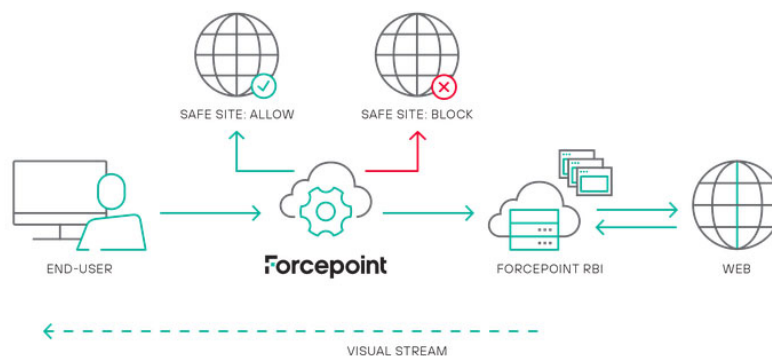 SAFE SITE: ALLOW
SAFE SITE: BLOCK
END-USER
Forcepoint
FORCEPOINT RBI
WEB
VISUAL STREAM